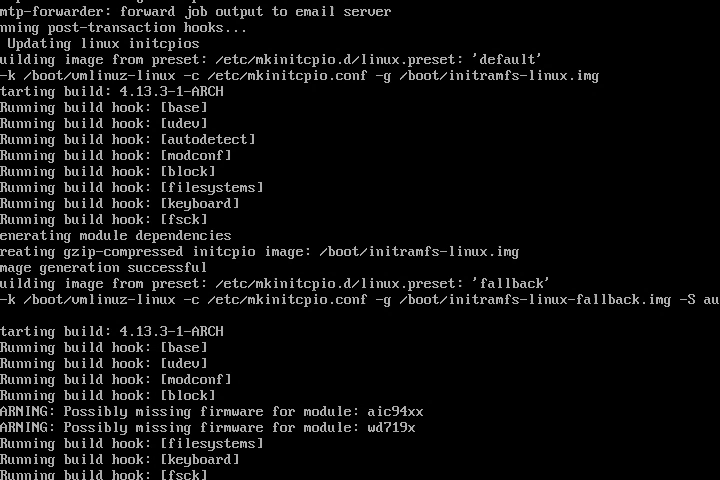 mtp-forwarder: forward job output to email server
nning post-transaction hooks...
Updating linux initcpios
uilding image from preset: /etc/mkinitcpio.d/linux.preset: 'default'
-k /boot/vmlinuz-linux -c /etc/mkinitcpio.conf -g /boot/initramfs-linux.img
tarting build: 4.13.3-1-ARCH
Running build hook: [base]
Running build hook: [udev]
Running build hook: [autodetect]
Running build hook: [modconf]
Running build hook: [block]
Running build hook: [filesystems]
Running build hook: [keyboard]
Running build hook: [fsck]
enerating module dependencies
reating gzip-compressed initcpio image: /boot/initramfs-linux.img
mage generation successful
uilding image from preset: /etc/mkinitcpio.d/linux.preset: 'fallback'
-k /boot/vmlinuz-linux -c /etc/mkinitcpio.conf -g /boot/initramfs-linux-fallback.img -S au
tarting build: 4.13.3-1-ARCH
Running build hook: [base]
Running build hook: [udev]
Running build hook: [modconf]
Running build hook: [block]
ARNING: Possibly missing firmware for module: aic94xx
ARNING: Possibly missing firmware for module: wd719x
Running build hook: [filesystems]
Running build hook: [keyboard]
Running build hook: [fsck]